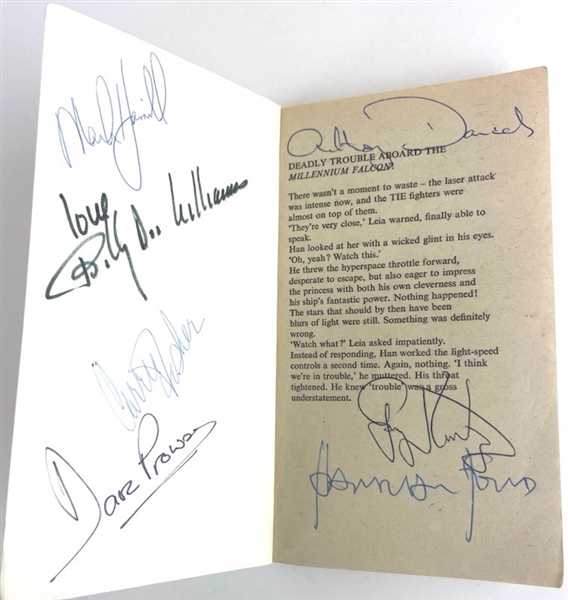 Mark Hamill
love
Billy Dee Williams
Carrie Fisher
Dave Prowse
Anthony Daniels
DEADLY TROUBLE ABOARD THE
MILLENNIUM FALCON!
There wasn't a moment to waste – the laser attack
was intense now, and the TIE fighters were
almost on top of them.
'They're very close,' Leia warned, finally able to
speak.
Han looked at her with a wicked glint in his eyes.
'Oh, yeah? Watch this.'
He threw the hyperspace throttle forward,
desperate to escape, but also eager to impress
the princess with both his own cleverness and
his ship's fantastic power. Nothing happened!
The stars that should by then have been
blurs of light were still. Something was definitely
wrong.
'Watch what?' Leia asked impatiently.
Instead of responding, Han worked the light-speed
controls a second time. Again, nothing. 'I think
we're in trouble,' he muttered. His throat
tightened. He knew 'trouble' was a gross
understatement.
Harrison Ford